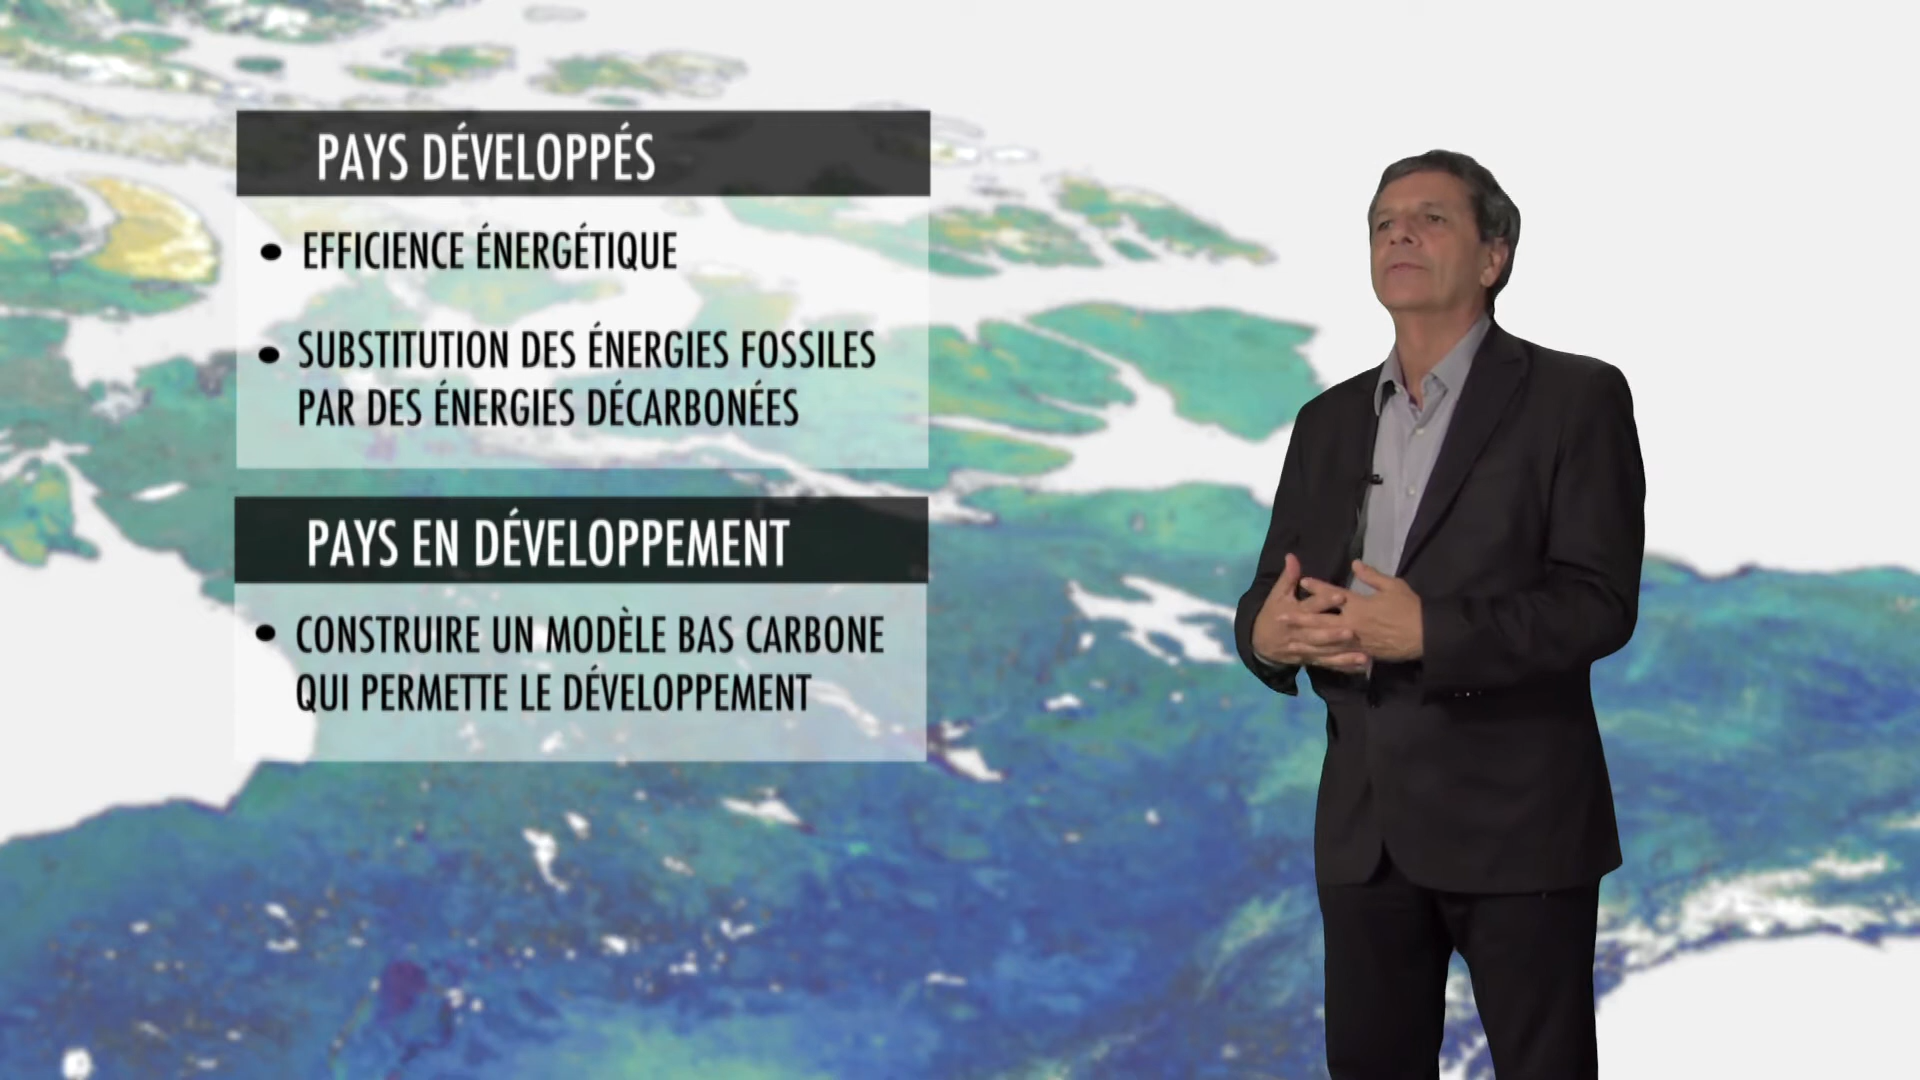 PAYS DÉVELOPPÉS
• EFFICIENCE ÉNERGÉTIQUE
• SUBSTITUTION DES ÉNERGIES FOSSILES
PAR DES ÉNERGIES DÉCARBONÉES
PAYS EN DÉVELOPPEMENT
• CONSTRUIRE UN MODÈLE BAS CARBONE
QUI PERMETTE LE DÉVELOPPEMENT